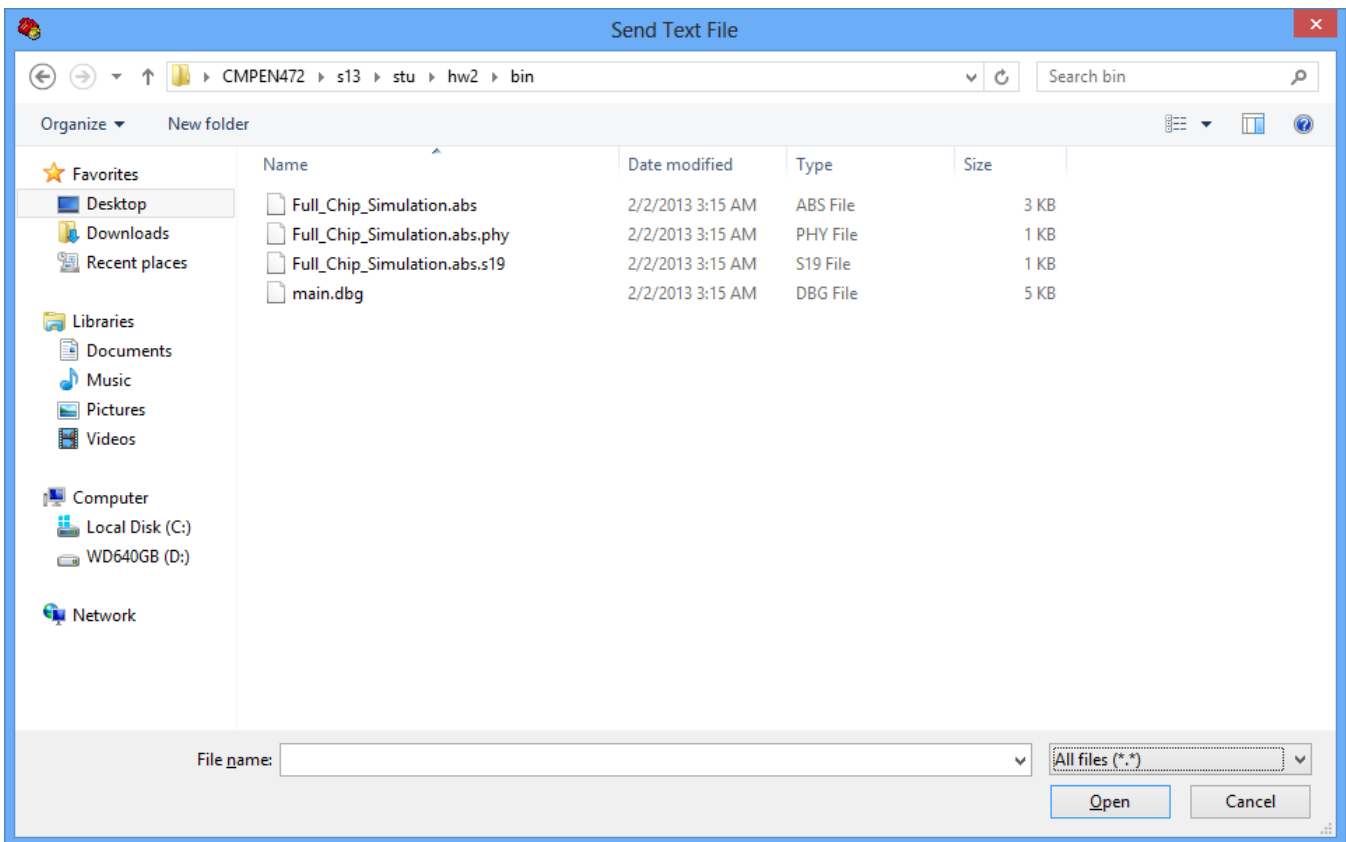 Send Text File
CMPEN472 s13 stu hw2 bin
Search bin
Organize
New folder
Name Date modified Type Size
Favorites
Desktop
Downloads
Recent places
Libraries
Documents
Music
Pictures
Videos
Computer
Local Disk (C:)
WD640GB (D:)
Network
Full_Chip_Simulation.abs 2/2/2013 3:15 AM ABS File 3 KB
Full_Chip_Simulation.abs.phy 2/2/2013 3:15 AM PHY File 1 KB
Full_Chip_Simulation.abs.s19 2/2/2013 3:15 AM S19 File 1 KB
main.dbg 2/2/2013 3:15 AM DBG File 5 KB
File name:
All files (*.*)
Open Cancel